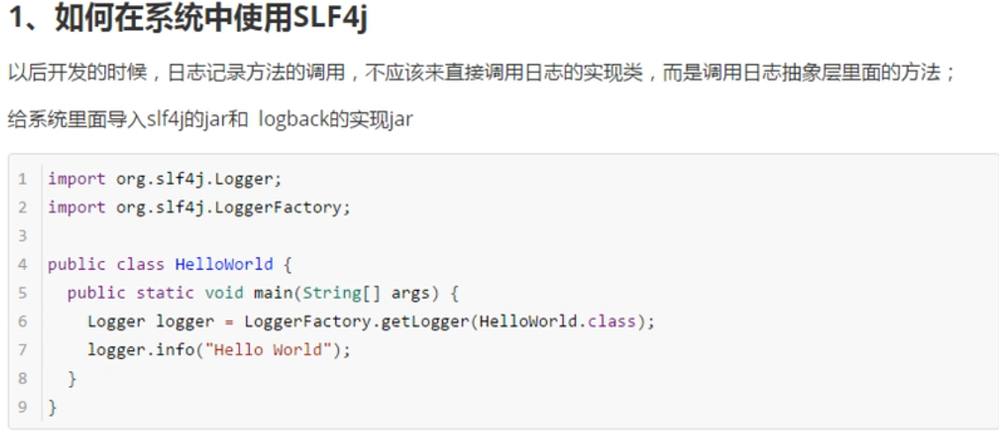 1、如何在系统中使用SLF4j
以后开发的时候，日志记录方法的调用，不应该来直接调用日志的实现类，而是调用日志抽象层里面的方法；
给系统里面导入slf4j的jar和 logback的实现jar
1 import org.slf4j.Logger;
2 import org.slf4j.LoggerFactory;
3
4 public class HelloWorld {
5   public static void main(String[] args) {
6     Logger logger = LoggerFactory.getLogger(HelloWorld.class);
7     logger.info("Hello World");
8   }
9 }